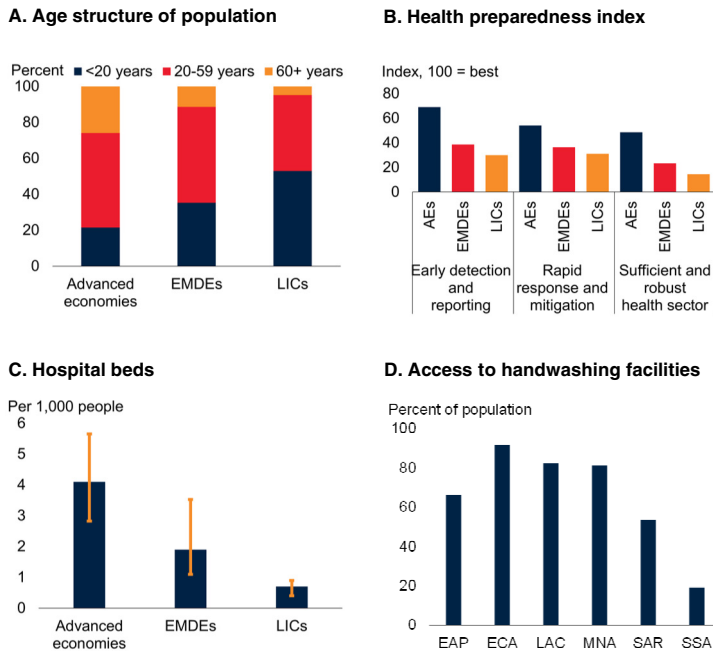 A. Age structure of population
Percent <20 years 20-59 years 60+ years
100
80
60
40
20
0
Advanced economies
EMDEs
LICs
B. Health preparedness index
Index, 100 = best
80
60
40
20
0
AEs
EMDEs
LICs
AEs
EMDEs
LICs
AEs
EMDEs
LICs
Early detection
and
reporting
Rapid
response and
mitigation
Sufficient and
robust
health sector
C. Hospital beds
Per 1,000 people
6
5
4
3
2
1
0
Advanced
economies
EMDEs
LICs
D. Access to handwashing facilities
Percent of population
100
80
60
40
20
0
EAP ECA LAC MNA SAR SSA